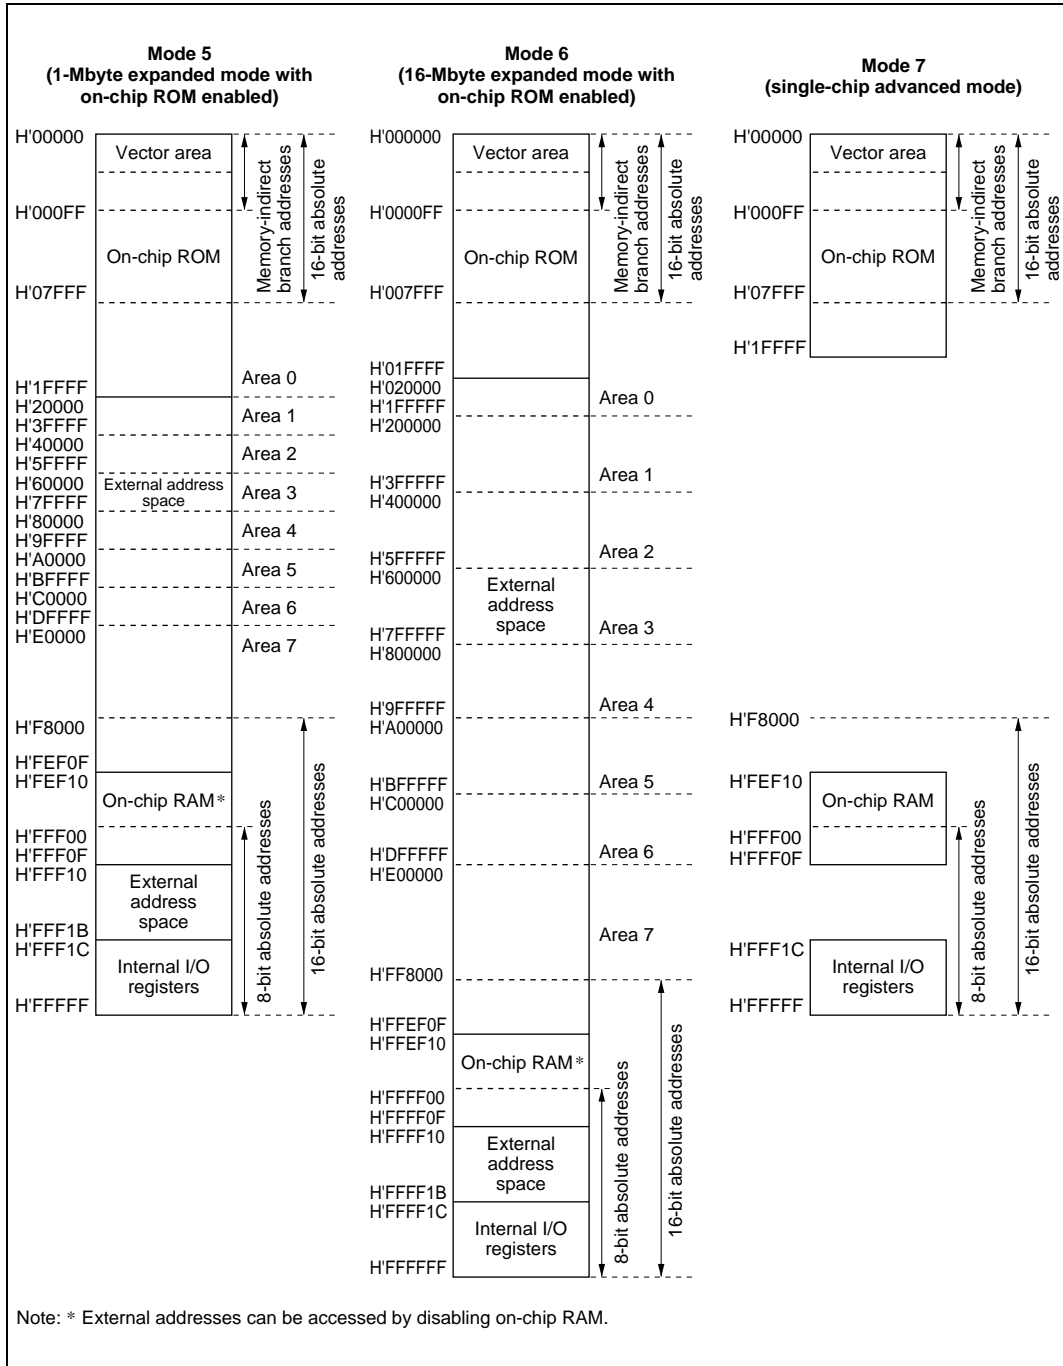 Mode 5
(1-Mbyte expanded mode with
on-chip ROM enabled)
H'00000
Vector area
H'000FF
On-chip ROM
H'07FFF
Memory-indirect
branch addresses
16-bit absolute
addresses
H'1FFFF
H'20000
H'3FFFF
H'40000
H'5FFFF
H'60000
H'7FFFF
H'80000
H'9FFFF
H'A0000
H'BFFFF
H'C0000
H'DFFFF
H'E0000
External address
space
Area 0
Area 1
Area 2
Area 3
Area 4
Area 5
Area 6
Area 7
H'F8000
H'FEF0F
H'FEF10
On-chip RAM*
H'FFF00
H'FFF0F
H'FFF10
External
address
space
H'FFF1B
H'FFF1C
Internal I/O
registers
H'FFFFF
8-bit absolute addresses
16-bit absolute addresses
Mode 6
(16-Mbyte expanded mode with
on-chip ROM enabled)
H'000000
Vector area
H'0000FF
On-chip ROM
H'007FFF
Memory-indirect
branch addresses
16-bit absolute
addresses
H'01FFFF
H'020000
H'1FFFFF
H'200000
H'3FFFFF
H'400000
H'5FFFFF
H'600000
H'7FFFFF
H'800000
H'9FFFFF
H'A00000
H'BFFFFF
H'C00000
H'DFFFFF
H'E00000
External
address
space
Area 0
Area 1
Area 2
Area 3
Area 4
Area 5
Area 6
Area 7
H'FF8000
H'FFEF0F
H'FFEF10
On-chip RAM*
H'FFFF00
H'FFFF0F
H'FFFF10
External
address
space
H'FFFF1B
H'FFFF1C
Internal I/O
registers
H'FFFFFF
8-bit absolute addresses
16-bit absolute addresses
Mode 7
(single-chip advanced mode)
H'00000
Vector area
H'000FF
On-chip ROM
H'07FFF
H'1FFFF
Memory-indirect
branch addresses
16-bit absolute
addresses
H'F8000
H'FEF10
On-chip RAM
H'FFF00
H'FFF0F
H'FFF1C
Internal I/O
registers
H'FFFFF
8-bit absolute addresses
16-bit absolute addresses
Note: * External addresses can be accessed by disabling on-chip RAM.